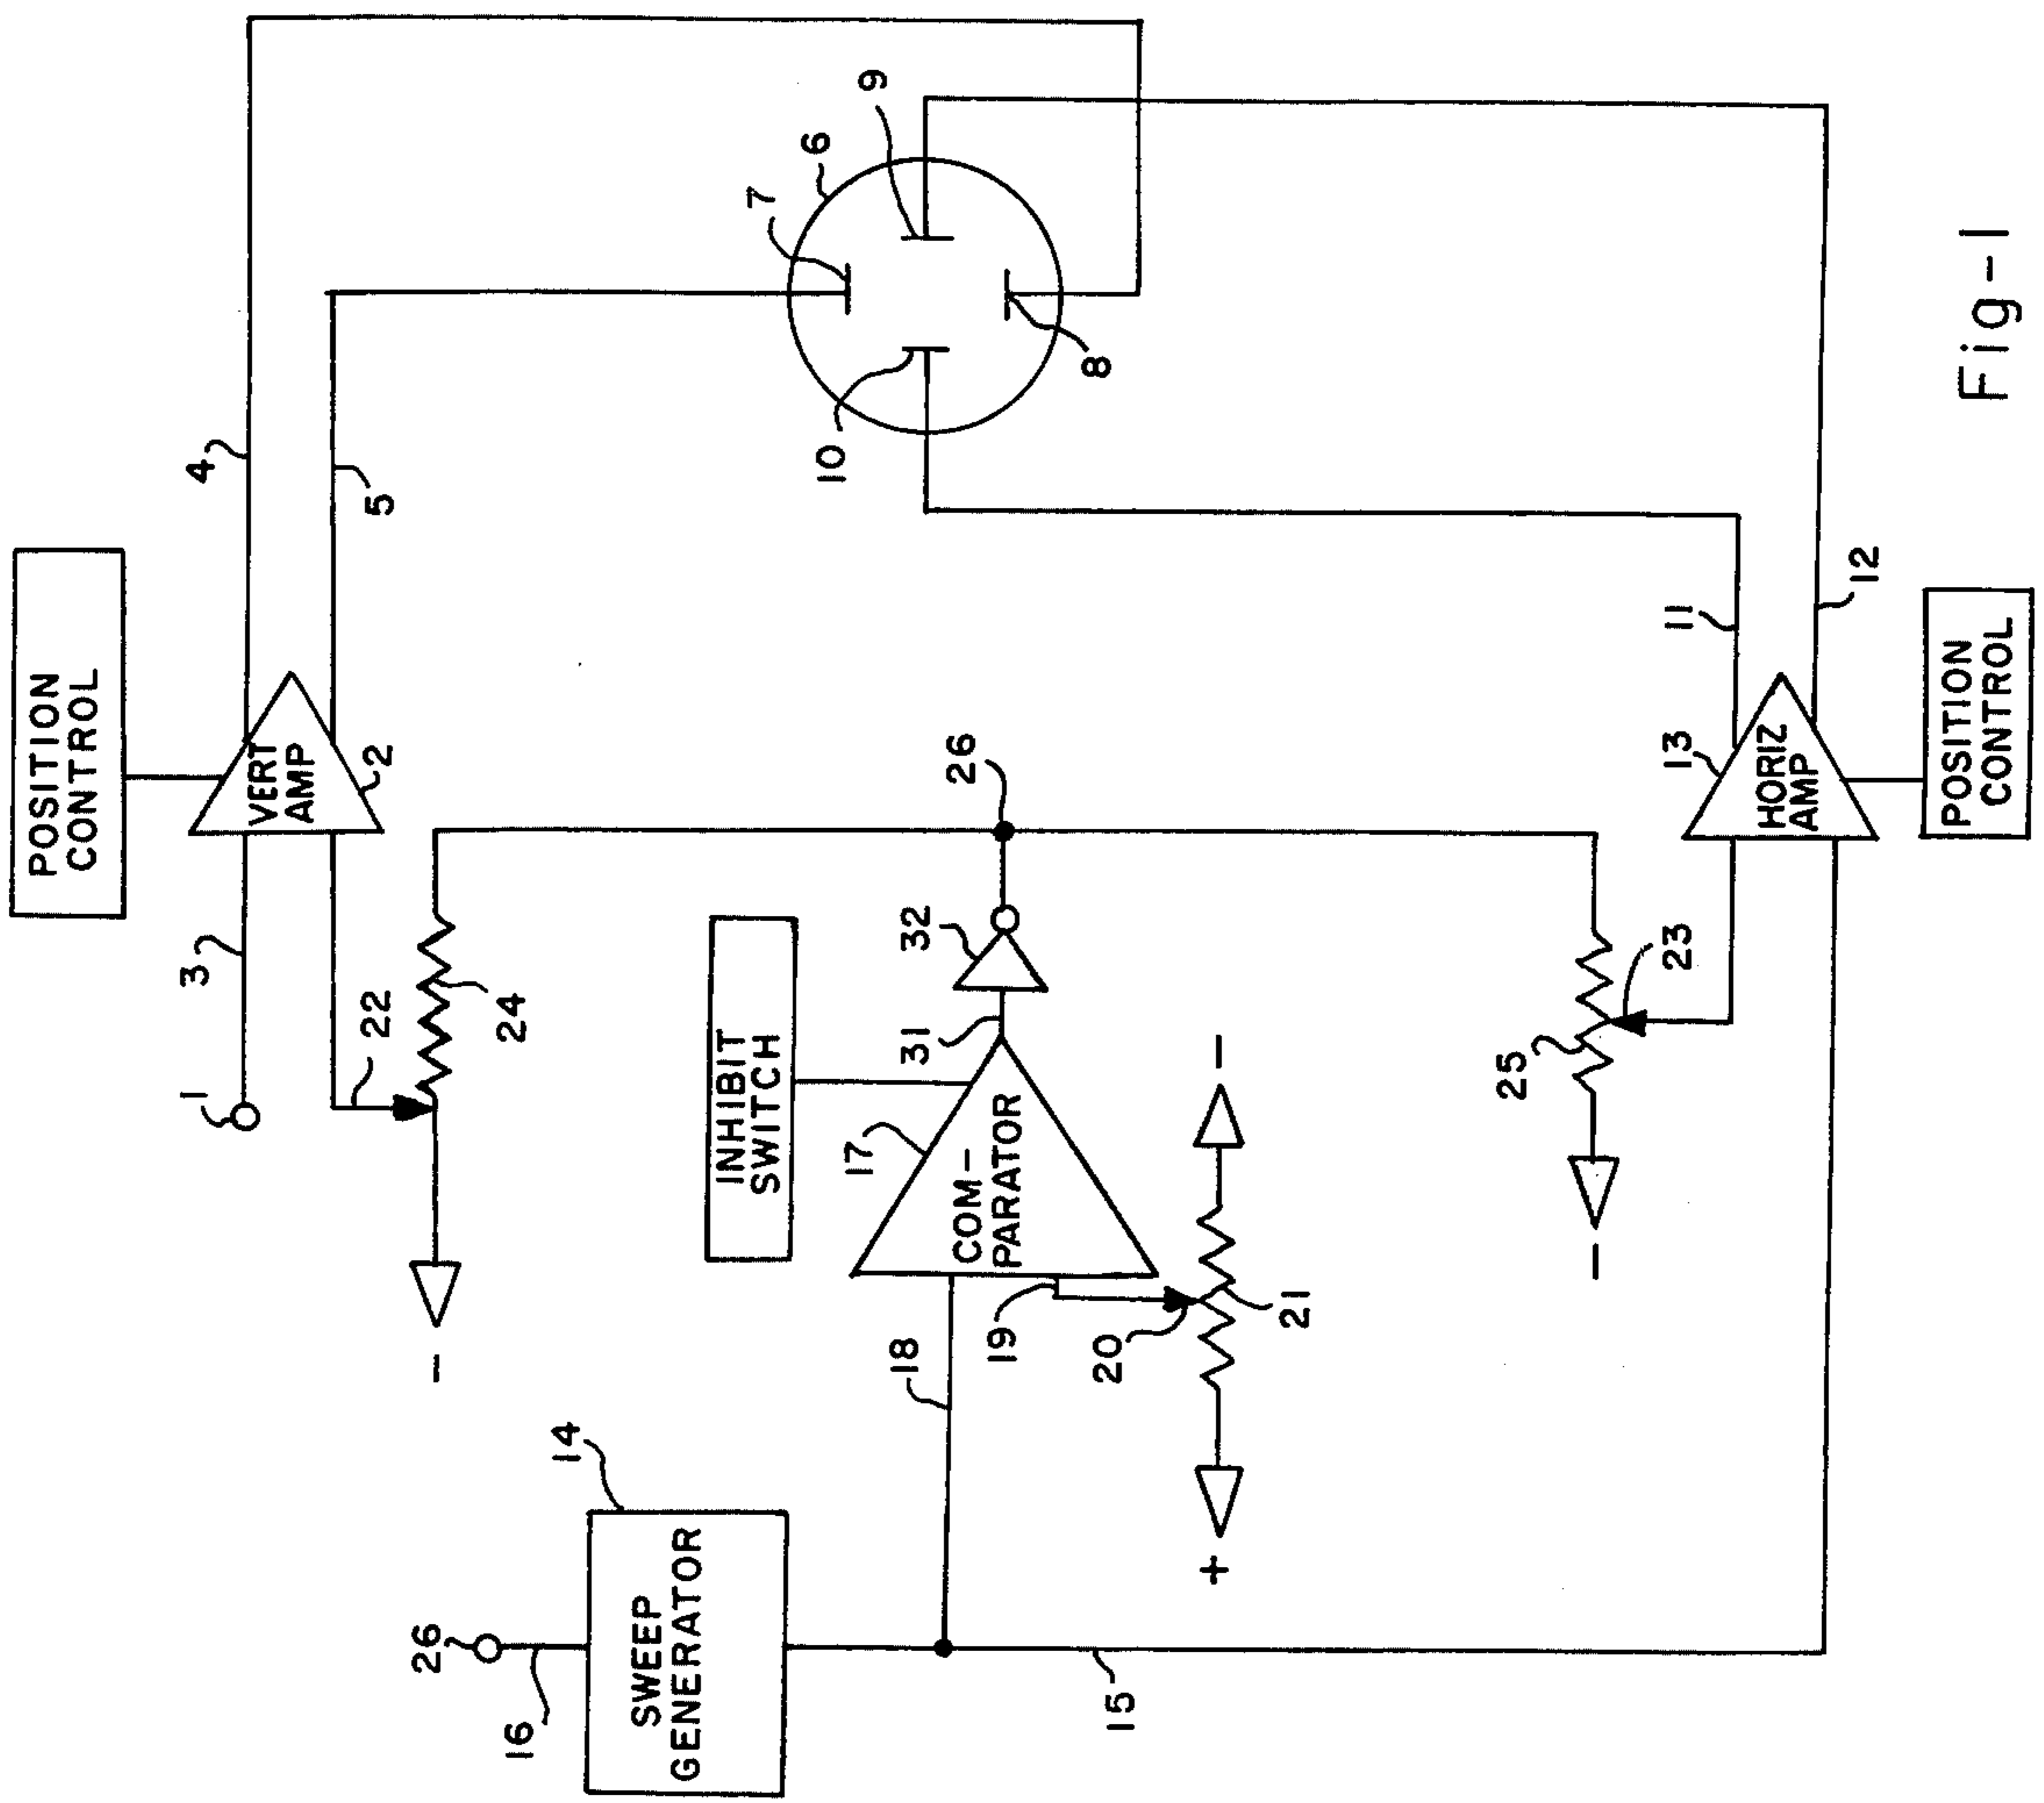 POSITION
CONTROL
4
5
1
3
VERT
AMP
2
22
24
7
6
9
10
8
INHIBIT
SWITCH
26
16
14
SWEEP
GENERATOR
18
17
COM-
PARATOR
31
32
26
19
20
21
+
-
-
-
15
25
23
13
HORIZ
AMP
11
12
POSITION
CONTROL
Fig-1